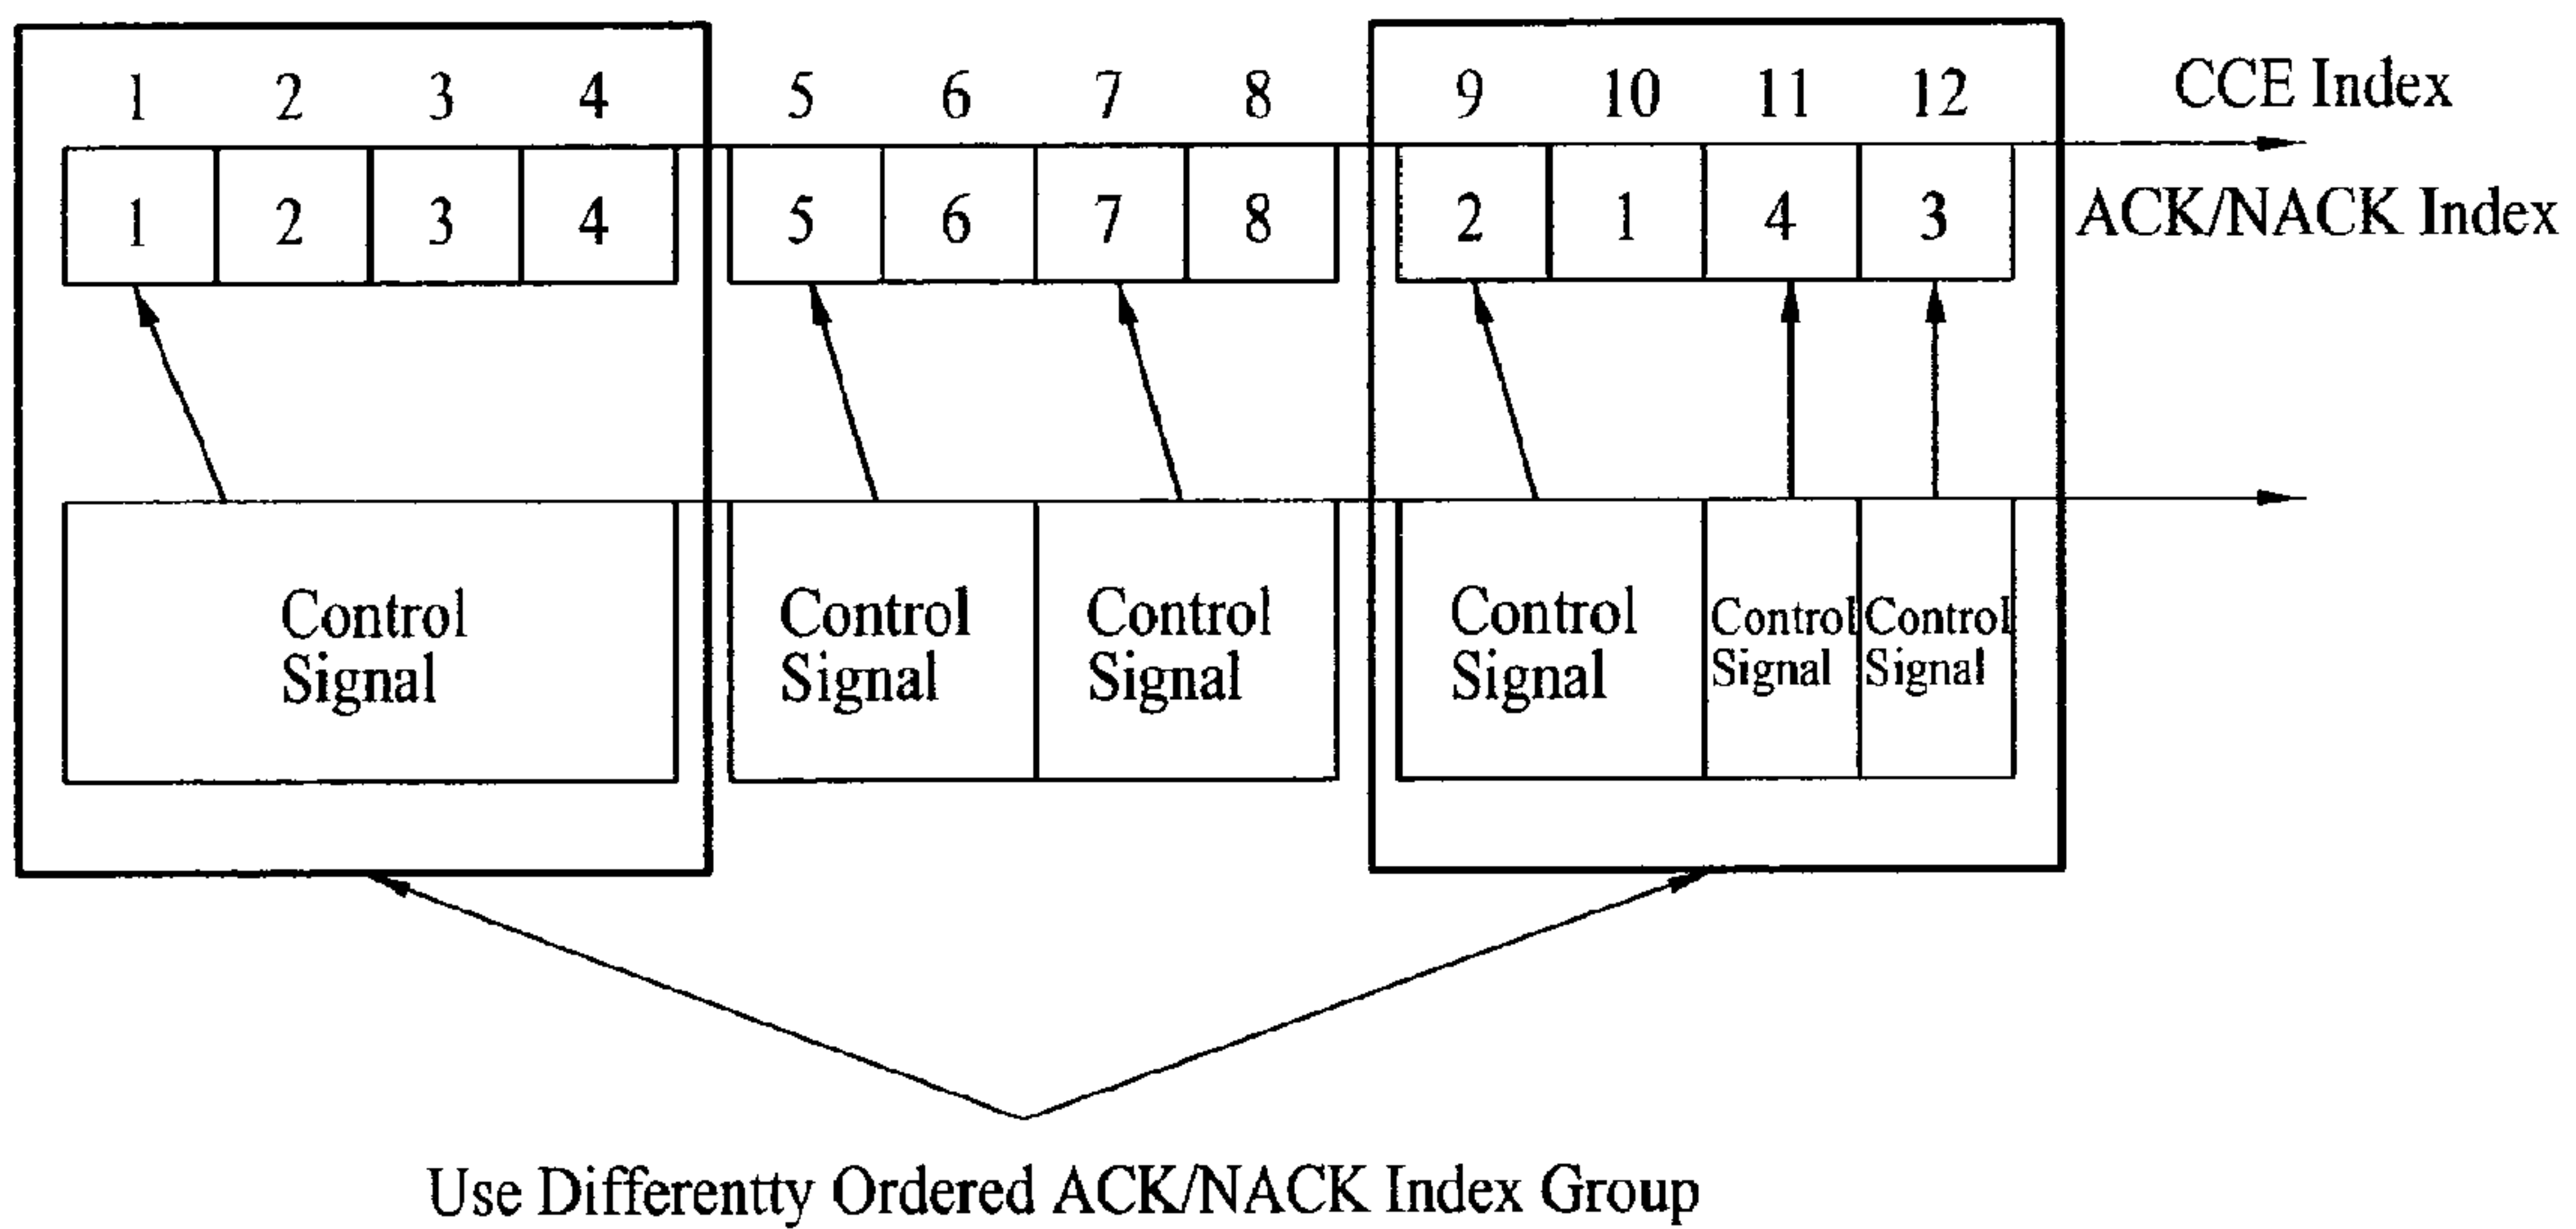 1 2 3 4 5 6 7 8 9 10 11 12 CCE Index
1 2 3 4 5 6 7 8 2 1 4 3 ACK/NACK Index
Control Control Control Control Control Control
Signal Signal Signal Signal Signal Signal
Use Differentty Ordered ACK/NACK Index Group